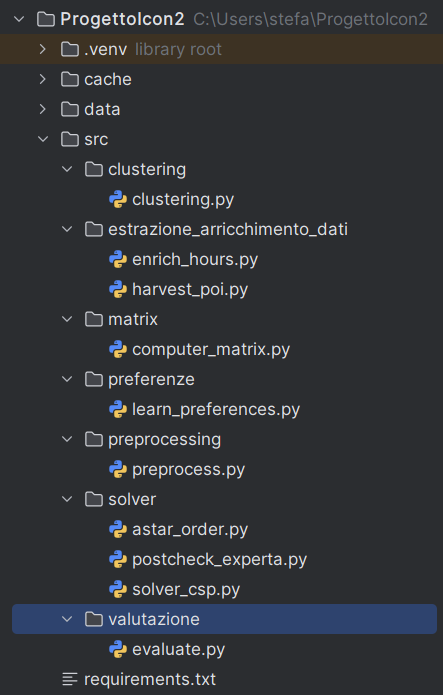 ProgettoIcon2 C:\Users\stefa\ProgettoIcon2
.venv library root
cache
data
src
clustering
clustering.py
estrazione_arricchimento_dati
enrich_hours.py
harvest_poi.py
matrix
computer_matrix.py
preferenze
learn_preferences.py
preprocessing
preprocess.py
solver
astar_order.py
postcheck_experta.py
solver_csp.py
valutazione
evaluate.py
requirements.txt